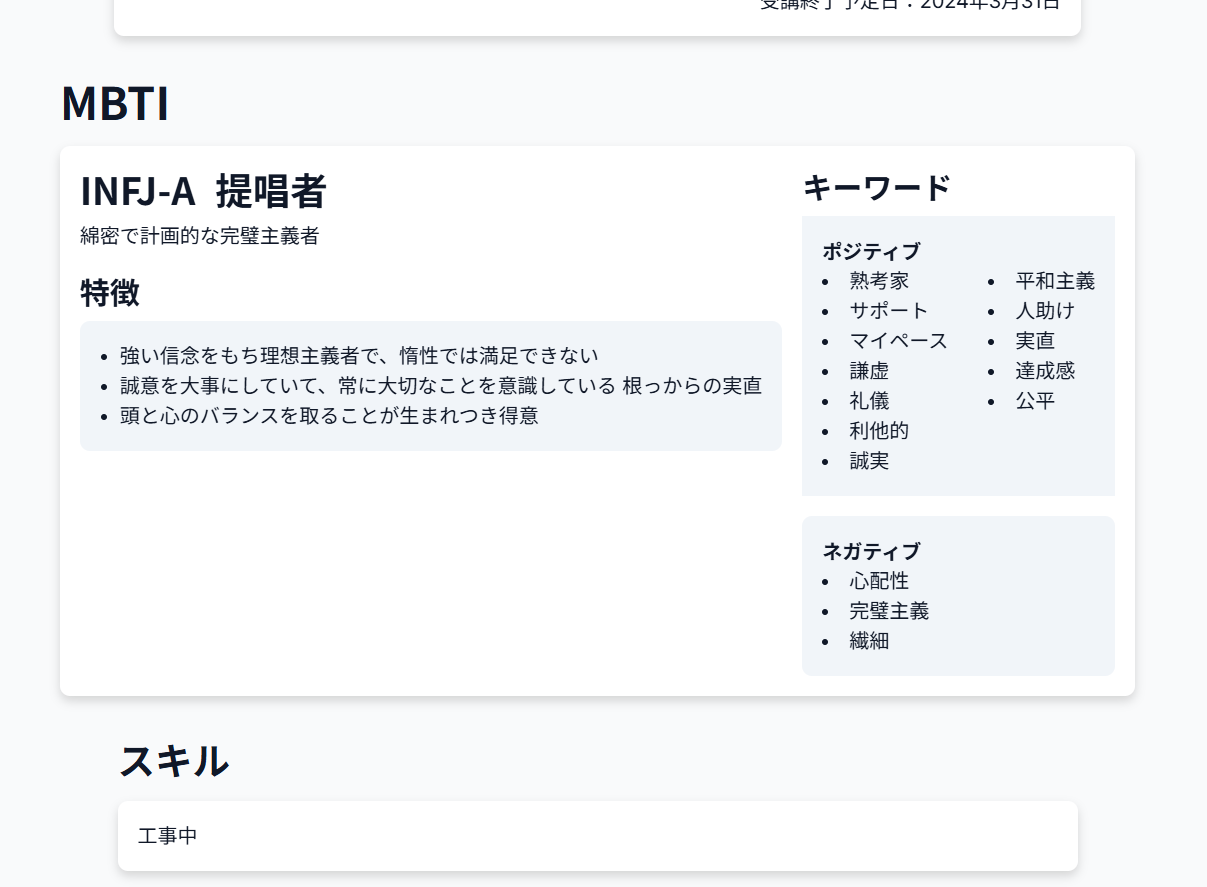 受講終了予定日：2024年3月31日
MBTI
INFJ-A 提唱者
綿密で計画的な完璧主義者
特徴
強い信念をもち理想主義者で、惰性では満足できない
誠意を大事にしていて、常に大切なことを意識している 根っからの実直
頭と心のバランスを取ることが生まれつき得意
キーワード
ポジティブ
熟考家
サポート
マイペース
謙虚
礼儀
利他的
誠実
平和主義
人助け
実直
達成感
公平
ネガティブ
心配性
完璧主義
繊細
スキル
工事中